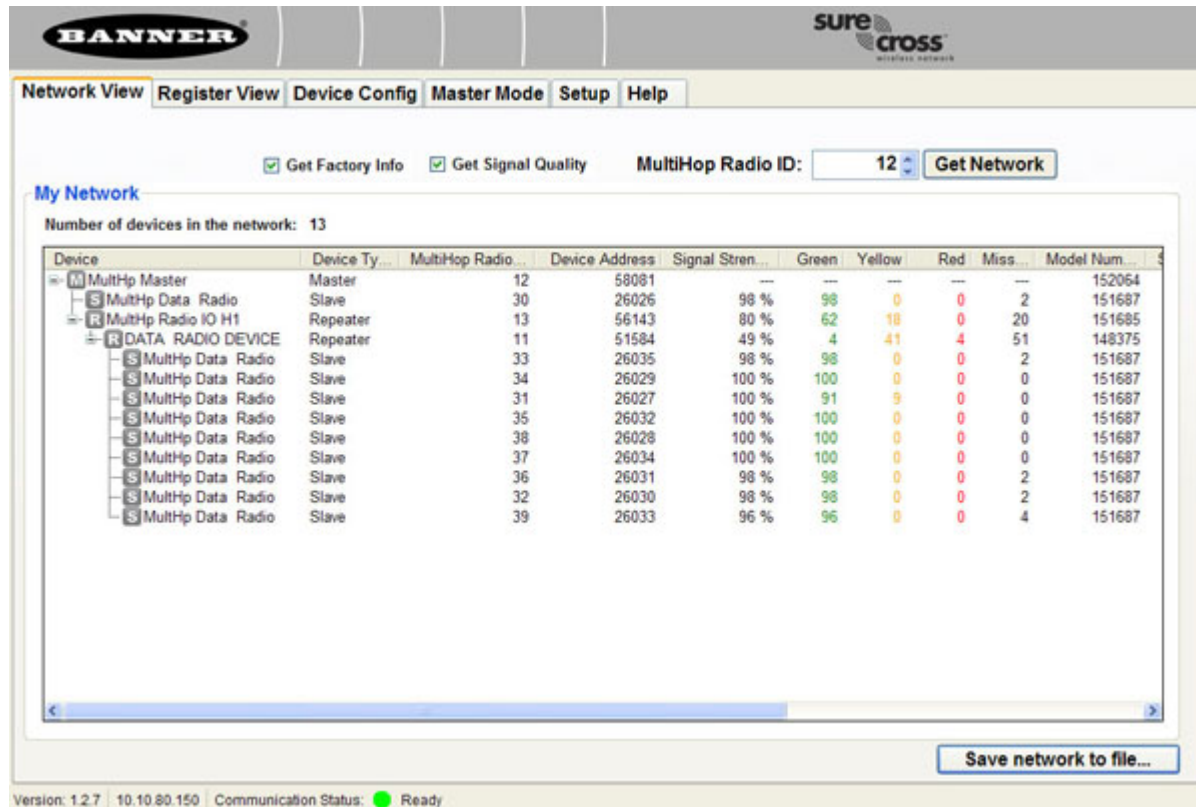 BANNER
sure cross
wireless network
Network View Register View Device Config Master Mode Setup Help
Get Factory Info Get Signal Quality MultiHop Radio ID: 12 Get Network
My Network
Number of devices in the network: 13
Device Device Ty... MultiHop Radio... Device Address Signal Stren... Green Yellow Red Miss... Model Num... S
M MultHp Master Master 12 58081 --- --- --- --- --- 152064
S MultHp Data Radio Slave 30 26026 98 % 98 0 0 2 151687
R MultHp Radio IO H1 Repeater 13 56143 80 % 62 18 0 20 151685
R DATA RADIO DEVICE Repeater 11 51584 49 % 4 41 4 51 148375
S MultHp Data Radio Slave 33 26035 98 % 98 0 0 2 151687
S MultHp Data Radio Slave 34 26029 100 % 100 0 0 0 151687
S MultHp Data Radio Slave 31 26027 100 % 91 9 0 0 151687
S MultHp Data Radio Slave 35 26032 100 % 100 0 0 0 151687
S MultHp Data Radio Slave 38 26028 100 % 100 0 0 0 151687
S MultHp Data Radio Slave 37 26034 100 % 100 0 0 0 151687
S MultHp Data Radio Slave 36 26031 98 % 98 0 0 2 151687
S MultHp Data Radio Slave 32 26030 98 % 98 0 0 2 151687
S MultHp Data Radio Slave 39 26033 96 % 96 0 0 4 151687
Save network to file...
Version: 1.2.7 10.10.80.150 Communication Status: Ready